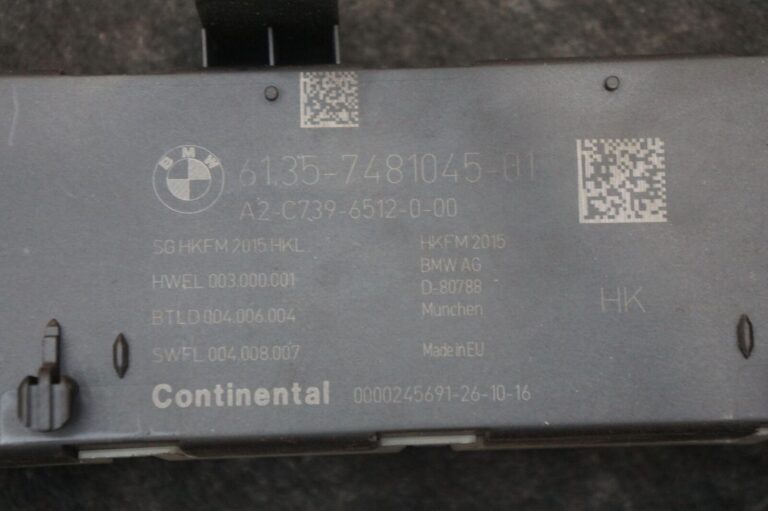 BMW
61.35-7481045-01
A2-C739-6512-0-00
SG HKFM 2015 HKL
HWEL 003.000.001
BTLD 004.006.004
SWFL 004.008.007
HKFM 2015
BMW AG
D-80788
Munchen
Made in EU
HK
Continental 0000245691-26-10-16